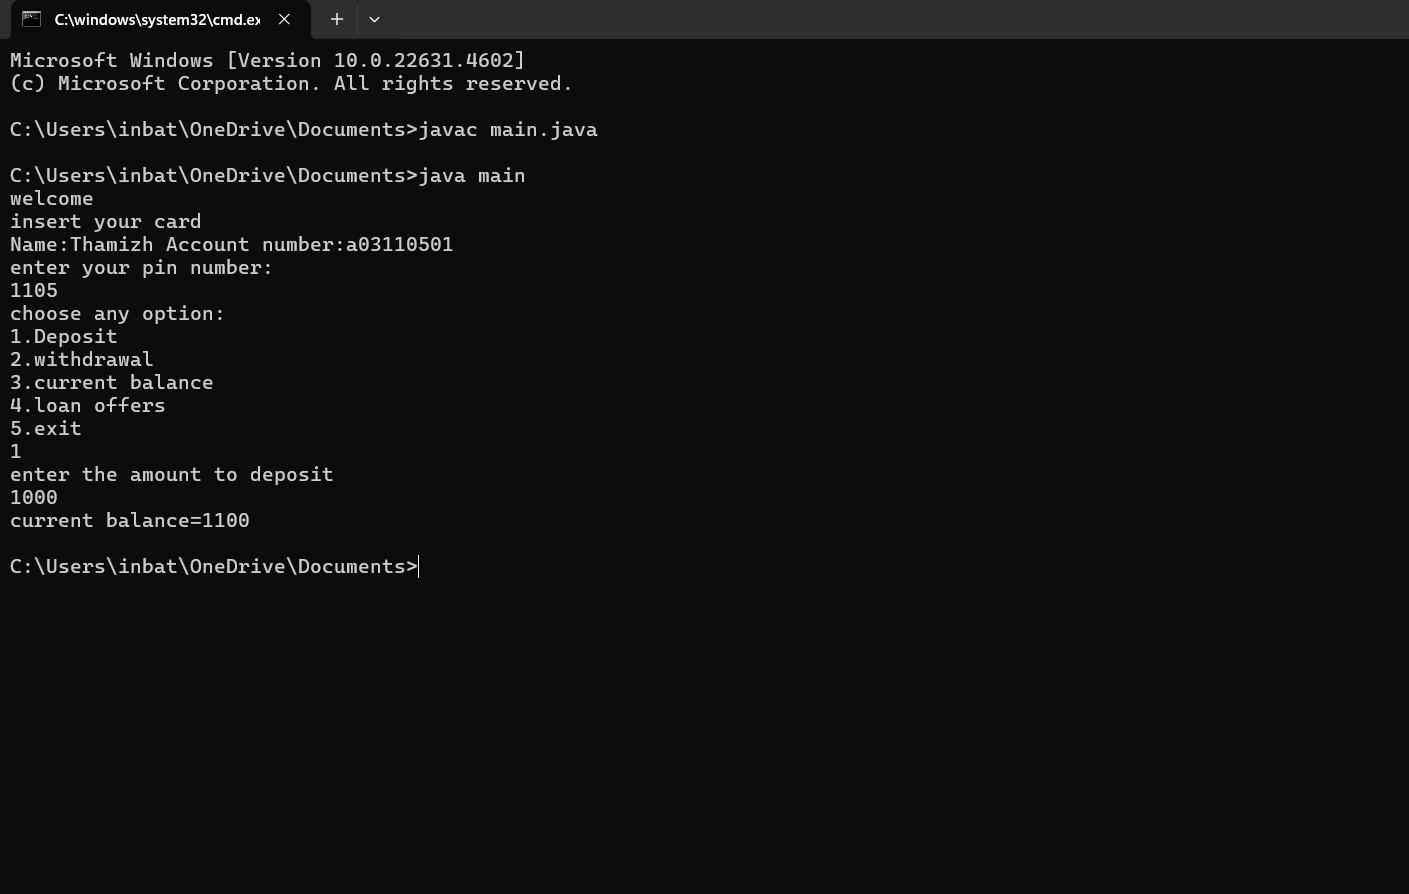 C:\windows\system32\cmd.ex
Microsoft Windows [Version 10.0.22631.4602]
(c) Microsoft Corporation. All rights reserved.
C:\Users\inbat\OneDrive\Documents>javac main.java
C:\Users\inbat\OneDrive\Documents>java main
welcome
insert your card
Name:Thamizh Account number:a03110501
enter your pin number:
1105
choose any option:
1.Deposit
2.withdrawal
3.current balance
4.loan offers
5.exit
1
enter the amount to deposit
1000
current balance=1100
C:\Users\inbat\OneDrive\Documents>